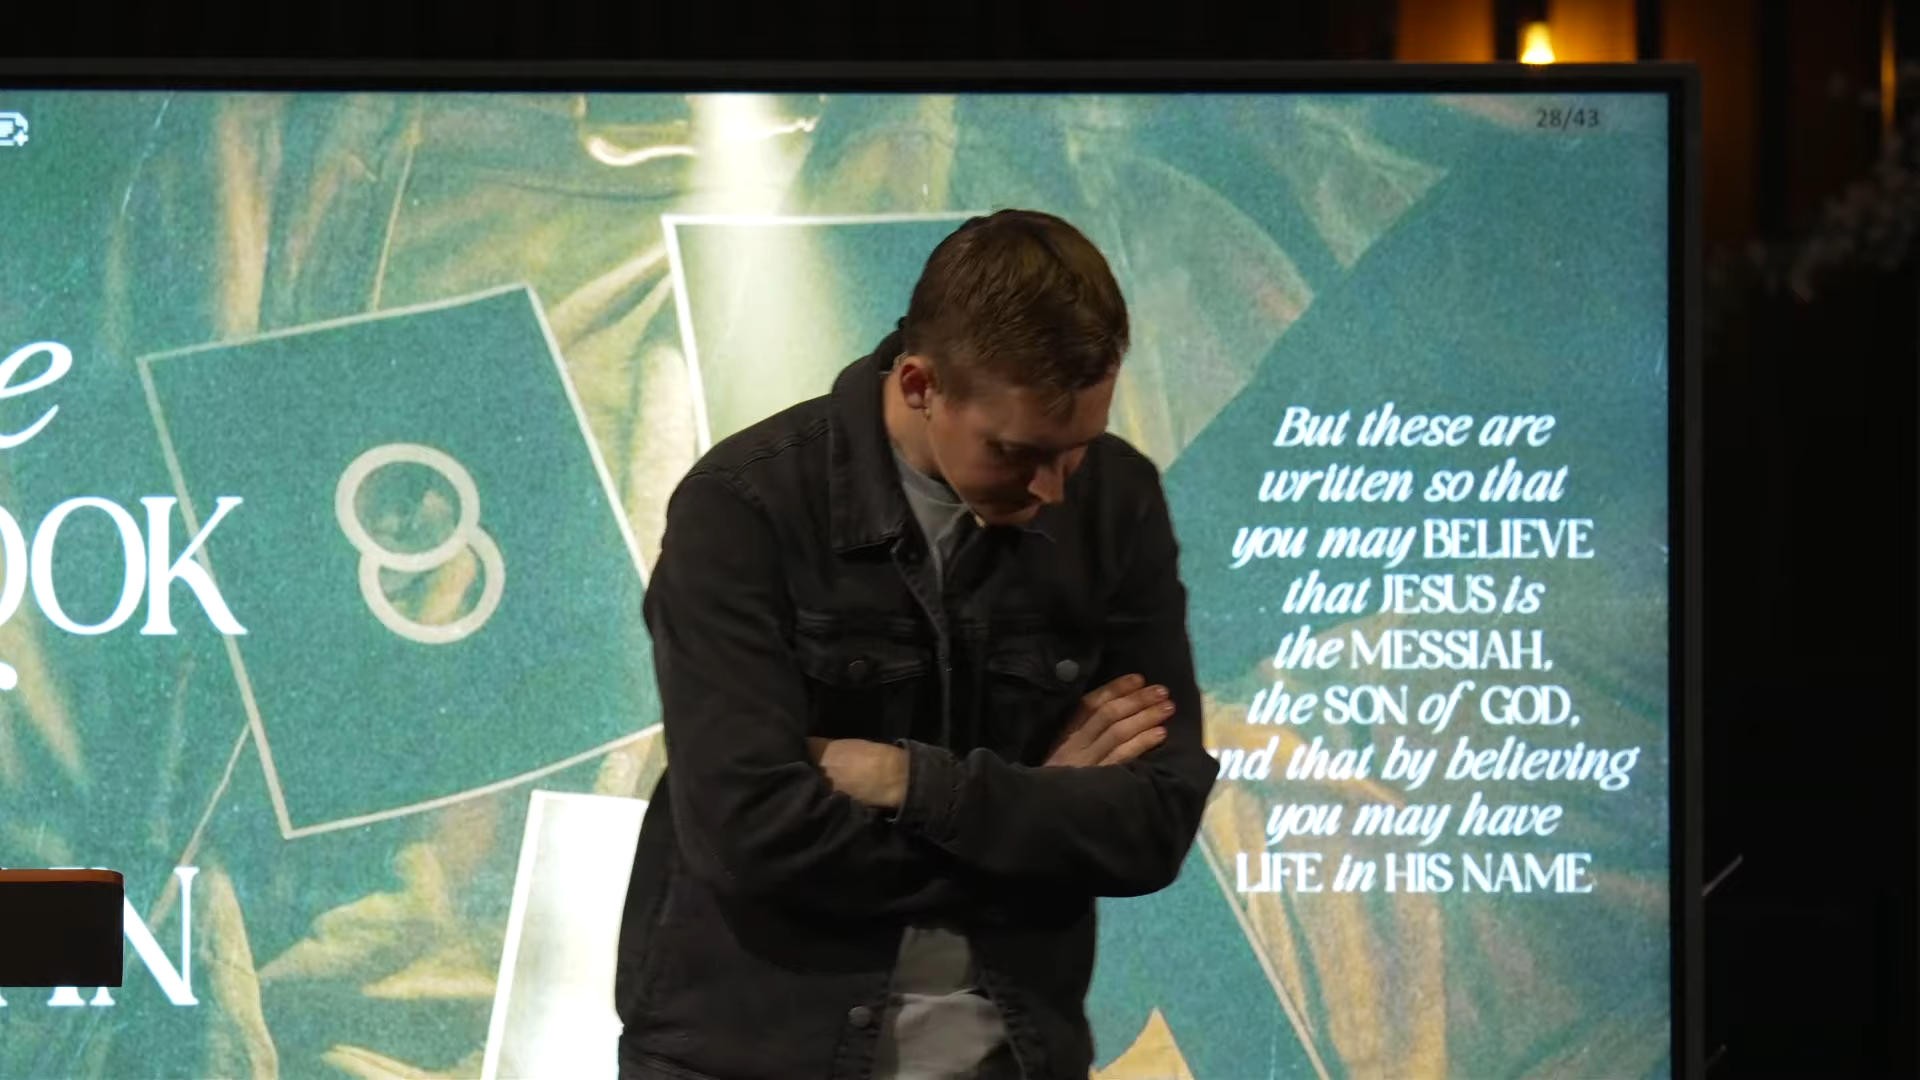 28/43
e
OOK
IN
But these are
written so that
you may BELIEVE
that JESUS is
the MESSIAH,
the SON of GOD,
nd that by believing
you may have
LIFE in HIS NAME